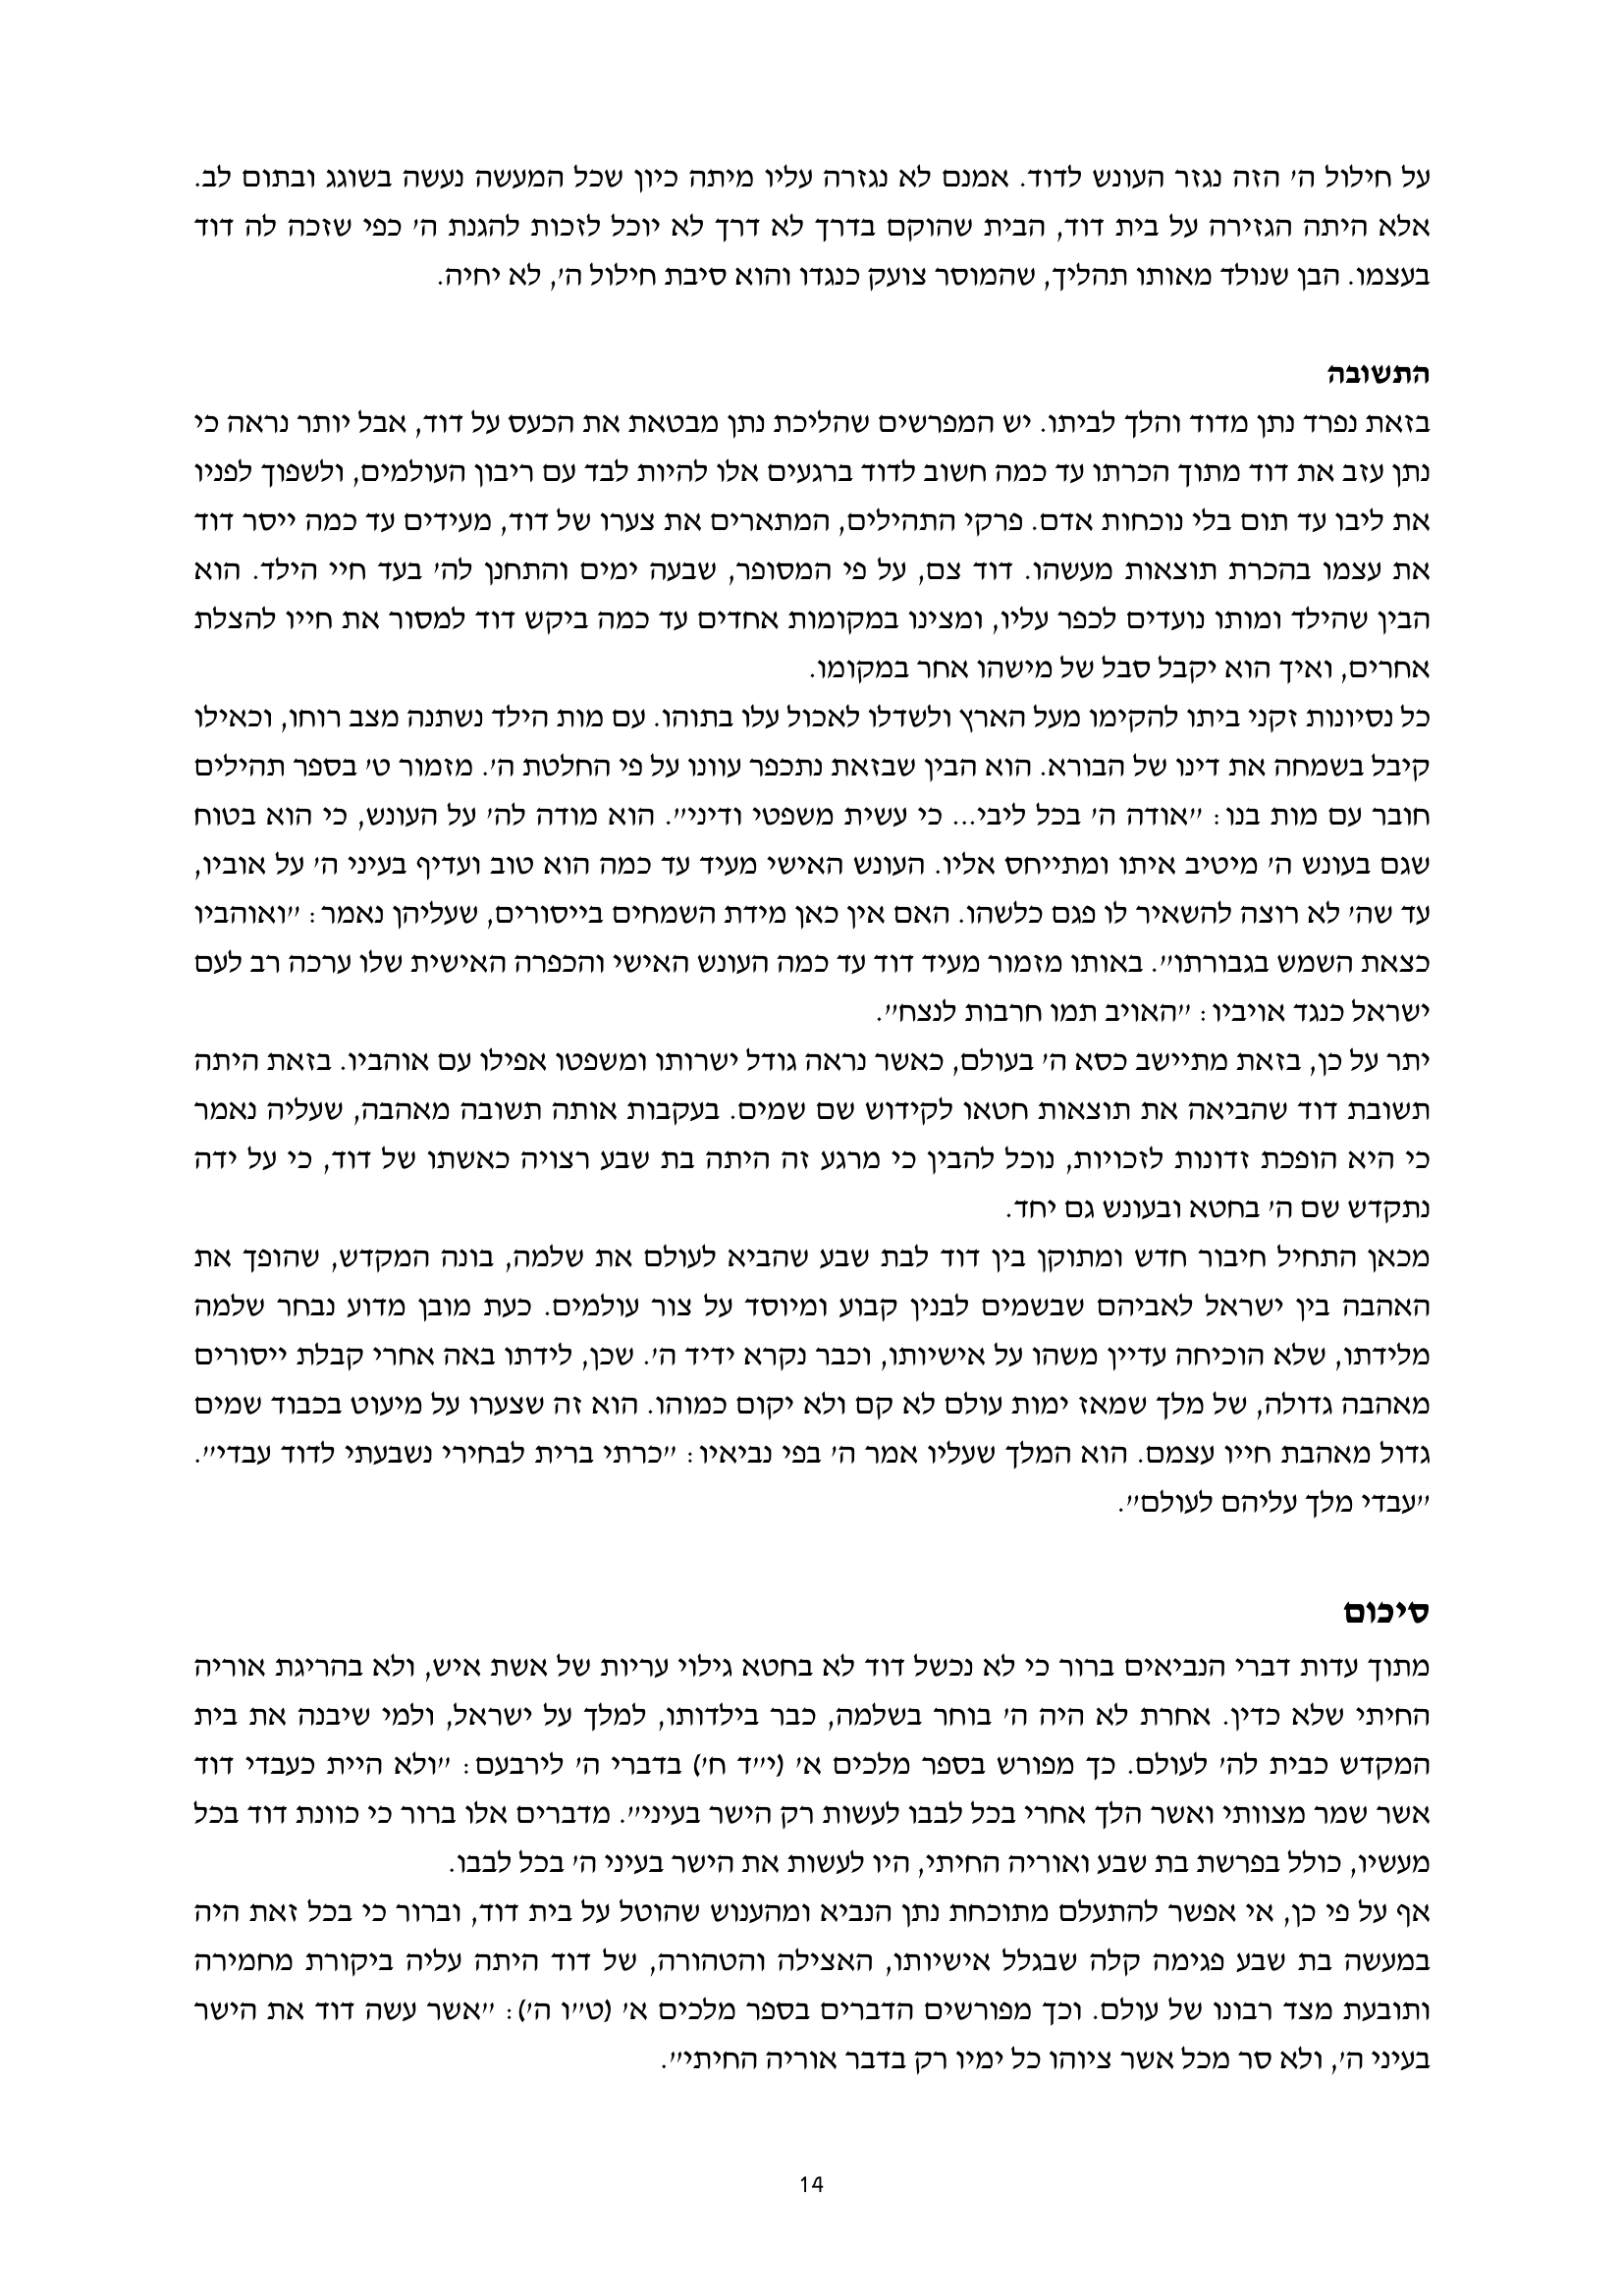 על חילול ה׳ הזה נגזר העונש לדוד. אמנם לא נגזרה עליו מיתה כיון שכל המעשה נעשה בשוגג ובתום לב.
אלא היתה הגזירה על בית דוד, הבית שהוקם בדרך לא דרך לא יוכל לזכות להגנת ה׳ כפי שזכה לה דוד
בעצמו. הבן שנולד מאותו תהליך, שהמוסר צועק כנגדו והוא סיבת חילול ה׳, לא יחיה.
התשובה
בזאת נפרד נתן מדוד והלך לביתו. יש המפרשים שהליכת נתן מבטאת את הכעס על דוד, אבל יותר נראה כי
נתן עזב את דוד מתוך הכרתו עד כמה חשוב לדוד ברגעים אלו להיות לבד עם ריבון העולמים, ולשפוך לפניו
את ליבו עד תום בלי נוכחות אדם. פרקי התהילים, המתארים את צערו של דוד, מעידים עד כמה ייסר דוד
את עצמו בהכרת תוצאות מעשהו. דוד צם, על פי המסופר, שבעה ימים והתחנן לה׳ בעד חיי הילד. הוא
הבין שהילד ומותו נועדים לכפר עליו, ומצינו במקומות אחדים עד כמה ביקש דוד למסור את חייו להצלת
אחרים, ואיך הוא יקבל סבל של מישהו אחר במקומו.
כל נסיונות זקני ביתו להקימו מעל הארץ ולשדלו לאכול עלו בתוהו. עם מות הילד נשתנה מצב רוחו, וכאילו
קיבל בשמחה את דינו של הבורא. הוא הבין שבזאת נתכפר עוונו על פי החלטת ה׳. מזמור ט׳ בספר תהילים
חובר עם מות בנו: ״אודה ה׳ בכל ליבי... כי עשית משפטי ודיני״. הוא מודה לה׳ על העונש, כי הוא בטוח
שגם בעונש ה׳ מיטיב איתו ומתייחס אליו. העונש האישי מעיד עד כמה הוא טוב ועדיף בעיני ה׳ על אוביו,
עד שה׳ לא רוצה להשאיר לו פגם כלשהו. האם אין כאן מידת השמחים בייסורים, שעליהן נאמר: ״ואוהביו
כצאת השמש בגבורתו״. באותו מזמור מעיד דוד עד כמה העונש האישי והכפרה האישית שלו ערכה רב לעם
ישראל כנגד אויביו: ״האויב תמו חרבות לנצח״.
יתר על כן, בזאת מתיישב כסא ה׳ בעולם, כאשר נראה גודל ישרותו ומשפטו אפילו עם אוהביו. בזאת היתה
תשובת דוד שהביאה את תוצאות חטאו לקידוש שם שמים. בעקבות אותה תשובה מאהבה, שעליה נאמר
כי היא הופכת זדונות לזכויות, נוכל להבין כי מרגע זה היתה בת שבע רצויה כאשתו של דוד, כי על ידה
נתקדש שם ה׳ בחטא ובעונש גם יחד.
מכאן התחיל חיבור חדש ומתוקן בין דוד לבת שבע שהביא לעולם את שלמה, בונה המקדש, שהופך את
האהבה בין ישראל לאביהם שבשמים לבנין קבוע ומיוסד על צור עולמים. כעת מובן מדוע נבחר שלמה
מלידתו, שלא הוכיחה עדיין משהו על אישיותו, וכבר נקרא ידיד ה׳. שכן, לידתו באה אחרי קבלת ייסורים
מאהבה גדולה, של מלך שמאז ימות עולם לא קם ולא יקום כמוהו. הוא זה שצערו על מיעוט בכבוד שמים
גדול מאהבת חייו עצמם. הוא המלך שעליו אמר ה׳ בפי נביאיו: ״כרתי ברית לבחירי נשבעתי לדוד עבדי״.
״עבדי מלך עליהם לעולם״.
סיכום
מתוך עדות דברי הנביאים ברור כי לא נכשל דוד לא בחטא גילוי עריות של אשת איש, ולא בהריגת אוריה
החיתי שלא כדין. אחרת לא היה ה׳ בוחר בשלמה, כבר בילדותו, למלך על ישראל, ולמי שיבנה את בית
המקדש כבית לה׳ לעולם. כך מפורש בספר מלכים א׳ (י״ד ח׳) בדברי ה׳ לירבעם: ״ולא היית כעבדי דוד
אשר שמר מצוותי ואשר הלך אחרי בכל לבבו לעשות רק הישר בעיני״. מדברים אלו ברור כי כוונת דוד בכל
מעשיו, כולל בפרשת בת שבע ואוריה החיתי, היו לעשות את הישר בעיני ה׳ בכל לבבו.
אף על פי כן, אי אפשר להתעלם מתוכחת נתן הנביא ומהענוש שהוטל על בית דוד, וברור כי בכל זאת היה
במעשה בת שבע פגימה קלה שבגלל אישיותו, האצילה והטהורה, של דוד היתה עליה ביקורת מחמירה
ותובעת מצד רבונו של עולם. וכך מפורשים הדברים בספר מלכים א׳ (ט״ו ה׳): ״אשר עשה דוד את הישר
בעיני ה׳, ולא סר מכל אשר ציוהו כל ימיו רק בדבר אוריה החיתי״.
14